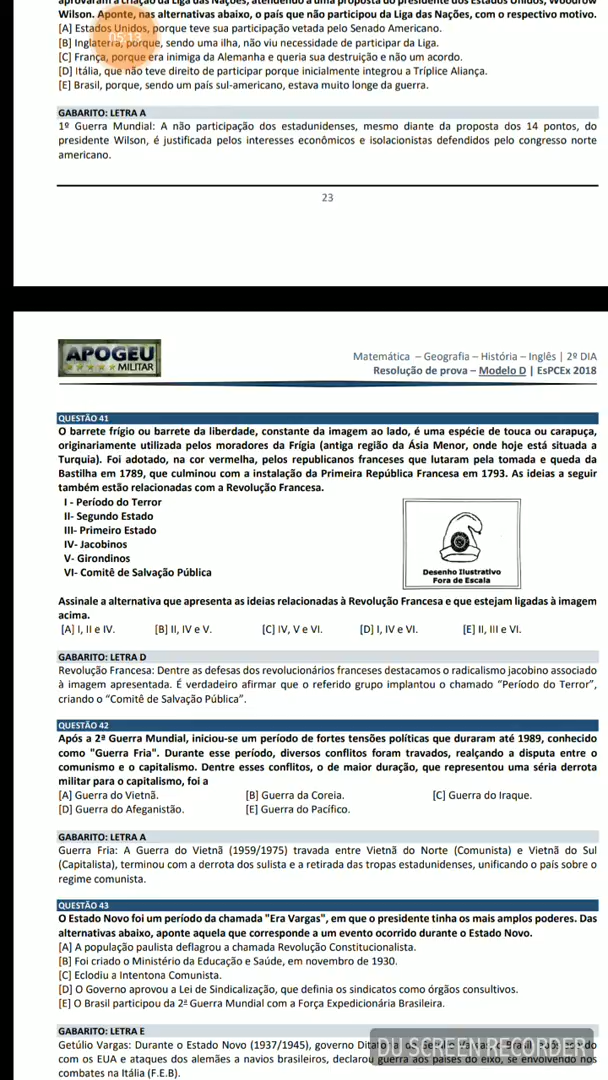 aprovaram a criação da Liga das Nações, atendendo a uma proposta do presidente dos Estados Unidos, Woodrow
Wilson. Aponte, nas alternativas abaixo, o país que não participou da Liga das Nações, com o respectivo motivo.
[A] Estados Unidos, porque teve sua participação vetada pelo Senado Americano.
05:13
[B] Inglaterra, porque, sendo uma ilha, não viu necessidade de participar da Liga.
[C] França, porque era inimiga da Alemanha e queria sua destruição e não um acordo.
[D] Itália, que não teve direito de participar porque inicialmente integrou a Tríplice Aliança.
[E] Brasil, porque, sendo um país sul-americano, estava muito longe da guerra.
GABARITO: LETRA A
1º Guerra Mundial: A não participação dos estadunidenses, mesmo diante da proposta dos 14 pontos, do
presidente Wilson, é justificada pelos interesses econômicos e isolacionistas defendidos pelo congresso norte
americano.
23
APOGEU
MILITAR
Matemática – Geografia – História – Inglês | 2º DIA
Resolução de prova – Modelo D | EsPCEx 2018
QUESTÃO 41
O barrete frígio ou barrete da liberdade, constante da imagem ao lado, é uma espécie de touca ou carapuça,
originariamente utilizada pelos moradores da Frígia (antiga região da Ásia Menor, onde hoje está situada a
Turquia). Foi adotado, na cor vermelha, pelos republicanos franceses que lutaram pela tomada e queda da
Bastilha em 1789, que culminou com a instalação da Primeira República Francesa em 1793. As ideias a seguir
também estão relacionadas com a Revolução Francesa.
I - Período do Terror
II- Segundo Estado
III- Primeiro Estado
IV- Jacobinos
V- Girondinos
VI- Comitê de Salvação Pública
Desenho Ilustrativo
Fora de Escala
Assinale a alternativa que apresenta as ideias relacionadas à Revolução Francesa e que estejam ligadas à imagem
acima.
[A] I, II e IV. [B] II, IV e V. [C] IV, V e VI. [D] I, IV e VI. [E] II, III e VI.
GABARITO: LETRA D
Revolução Francesa: Dentre as defesas dos revolucionários franceses destacamos o radicalismo jacobino associado
à imagem apresentada. É verdadeiro afirmar que o referido grupo implantou o chamado “Período do Terror”,
criando o “Comitê de Salvação Pública”.
QUESTÃO 42
Após a 2ª Guerra Mundial, iniciou-se um período de fortes tensões políticas que duraram até 1989, conhecido
como "Guerra Fria". Durante esse período, diversos conflitos foram travados, realçando a disputa entre o
comunismo e o capitalismo. Dentre esses conflitos, o de maior duração, que representou uma séria derrota
militar para o capitalismo, foi a
[A] Guerra do Vietnã. [B] Guerra da Coreia. [C] Guerra do Iraque.
[D] Guerra do Afeganistão. [E] Guerra do Pacífico.
GABARITO: LETRA A
Guerra Fria: A Guerra do Vietnã (1959/1975) travada entre Vietnã do Norte (Comunista) e Vietnã do Sul
(Capitalista), terminou com a derrota dos sulista e a retirada das tropas estadunidenses, unificando o país sobre o
regime comunista.
QUESTÃO 43
O Estado Novo foi um período da chamada "Era Vargas", em que o presidente tinha os mais amplos poderes. Das
alternativas abaixo, aponte aquela que corresponde a um evento ocorrido durante o Estado Novo.
[A] A população paulista deflagrou a chamada Revolução Constitucionalista.
[B] Foi criado o Ministério da Educação e Saúde, em novembro de 1930.
[C] Eclodiu a Intentona Comunista.
[D] O Governo aprovou a Lei de Sindicalização, que definia os sindicatos como órgãos consultivos.
[E] O Brasil participou da 2ª Guerra Mundial com a Força Expedicionária Brasileira.
GABARITO: LETRA E
Getúlio Vargas: Durante o Estado Novo (1937/1945), governo
DU SCREEN RECORDER
com os EUA e ataques dos alemães a navios brasileiros, declarou guerra aos países do eixo, se envolvendo nos
combates na Itália (F.E.B).